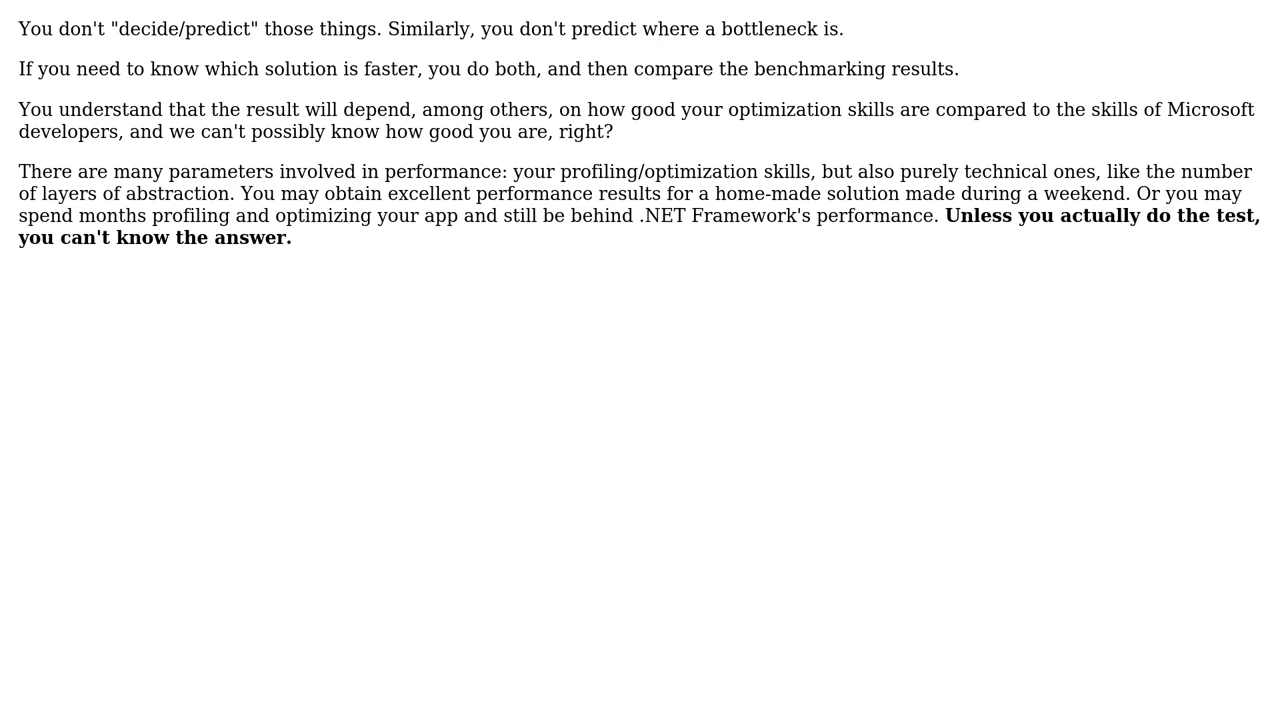 You don't "decide/predict" those things. Similarly, you don't predict where a bottleneck is.
If you need to know which solution is faster, you do both, and then compare the benchmarking results.
You understand that the result will depend, among others, on how good your optimization skills are compared to the skills of Microsoft
developers, and we can't possibly know how good you are, right?
There are many parameters involved in performance: your profiling/optimization skills, but also purely technical ones, like the number
of layers of abstraction. You may obtain excellent performance results for a home-made solution made during a weekend. Or you may
spend months profiling and optimizing your app and still be behind .NET Framework's performance. Unless you actually do the test,
you can't know the answer.